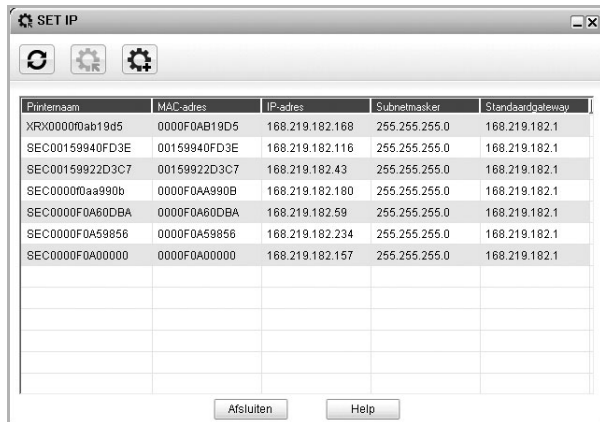 SET IP
Printernaam MAC-adres IP-adres Subnetmasker Standaardgateway
XRX0000f0ab19d5 0000F0AB19D5 168.219.182.168 255.255.255.0 168.219.182.1
SEC00159940FD3E 00159940FD3E 168.219.182.116 255.255.255.0 168.219.182.1
SEC00159922D3C7 00159922D3C7 168.219.182.43 255.255.255.0 168.219.182.1
SEC0000f0aa990b 0000F0AA990B 168.219.182.180 255.255.255.0 168.219.182.1
SEC0000F0A60DBA 0000F0A60DBA 168.219.182.59 255.255.255.0 168.219.182.1
SEC0000F0A59856 0000F0A59856 168.219.182.234 255.255.255.0 168.219.182.1
SEC0000F0A00000 0000F0A00000 168.219.182.157 255.255.255.0 168.219.182.1
Afsluiten Help